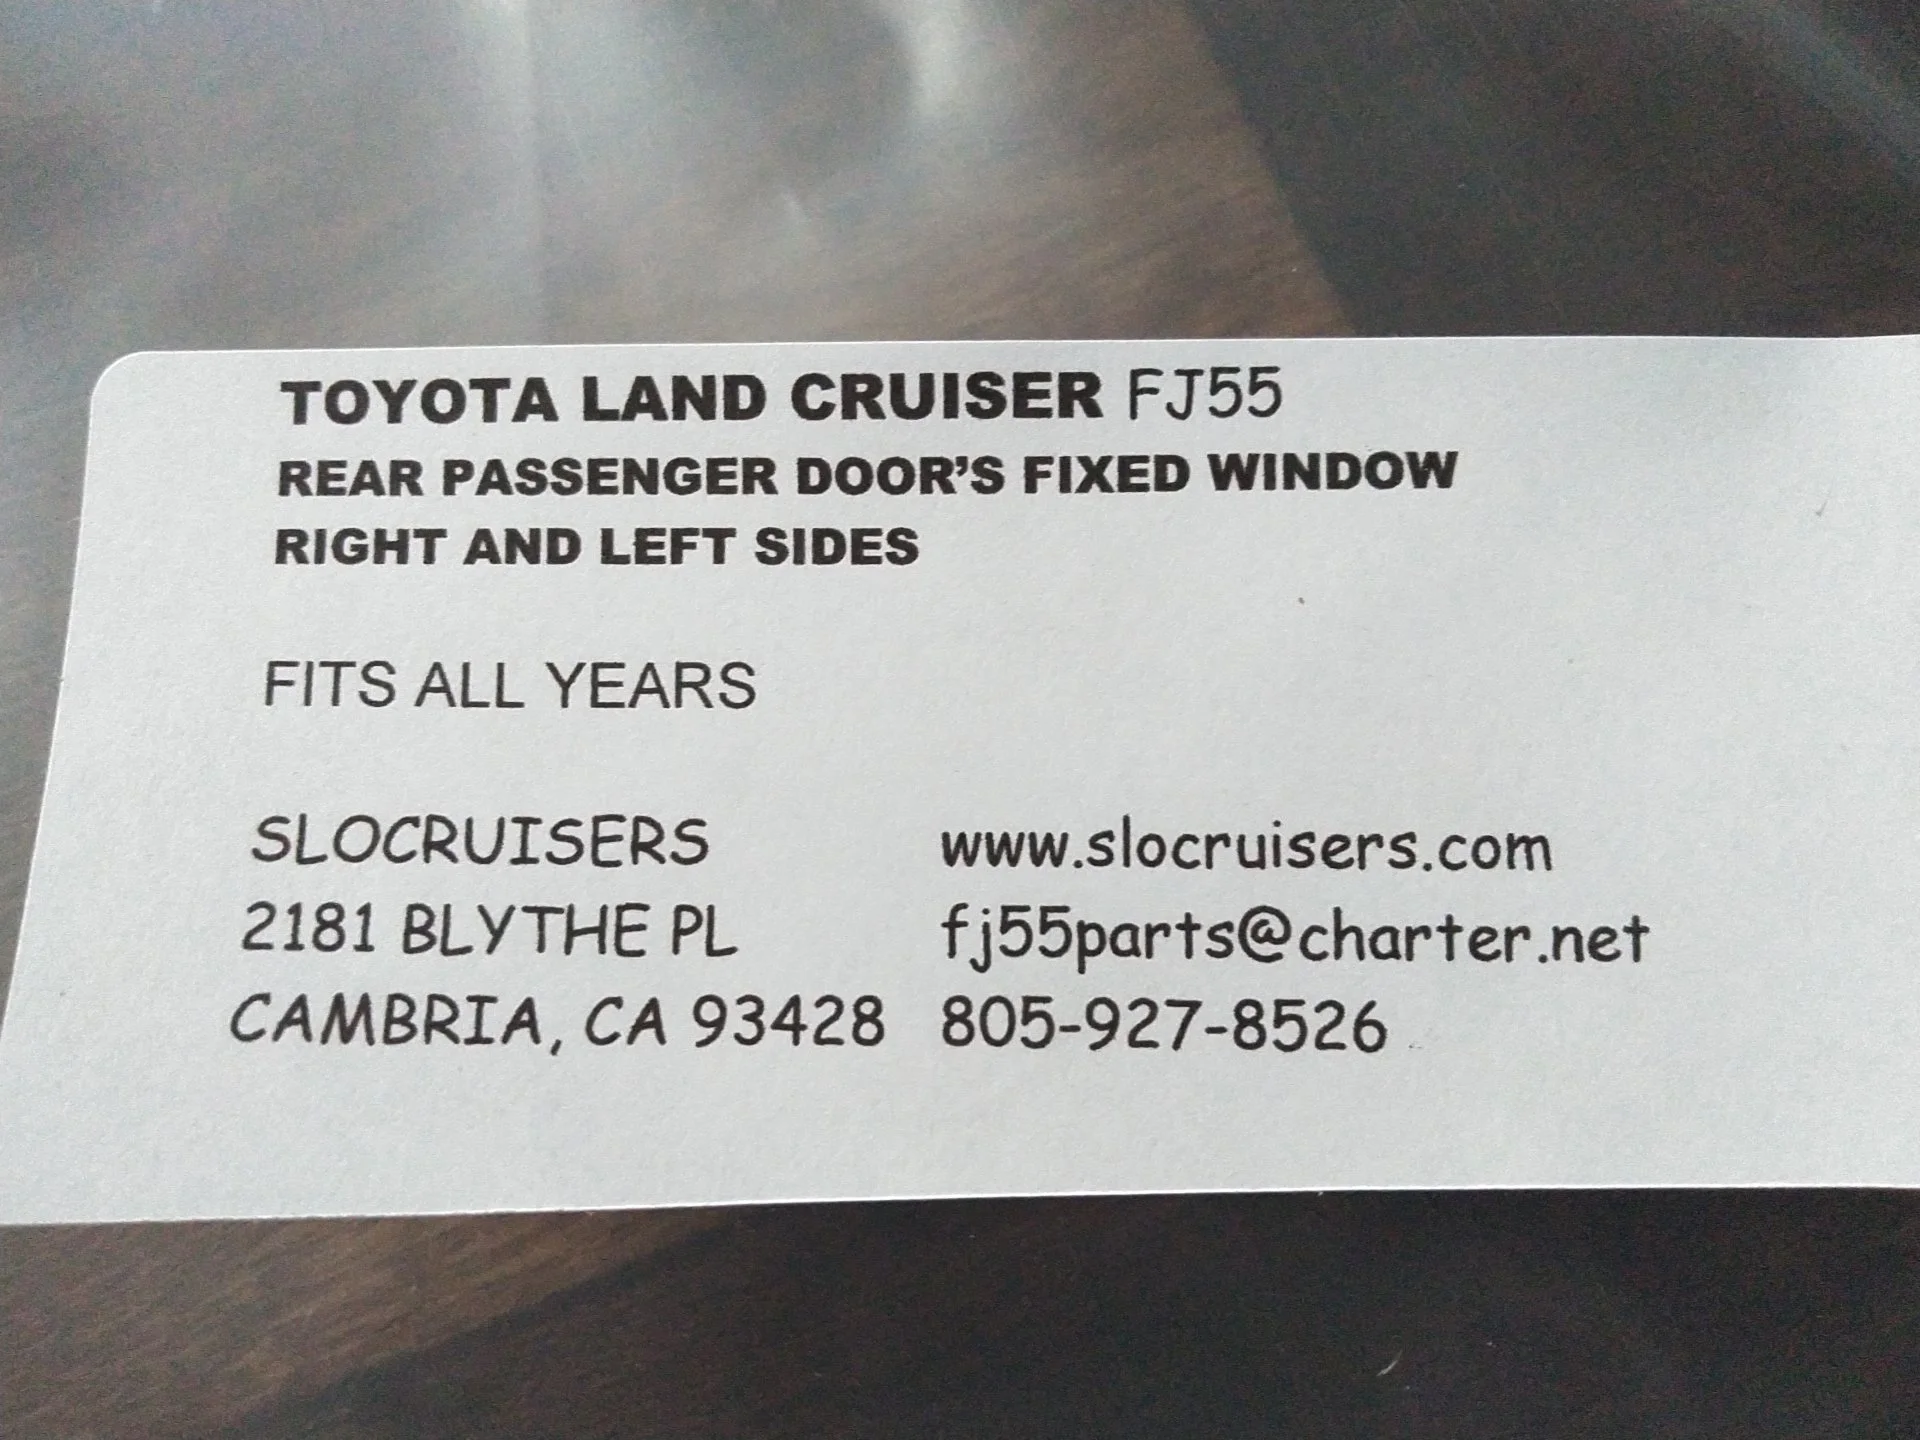 TOYOTA LAND CRUISER FJ55
REAR PASSENGER DOOR'S FIXED WINDOW
RIGHT AND LEFT SIDES
FITS ALL YEARS
SLOCRUISERS www.slocruisers.com
2181 BLYTHE PL fj55parts@charter.net
CAMBRIA, CA 93428 805-927-8526